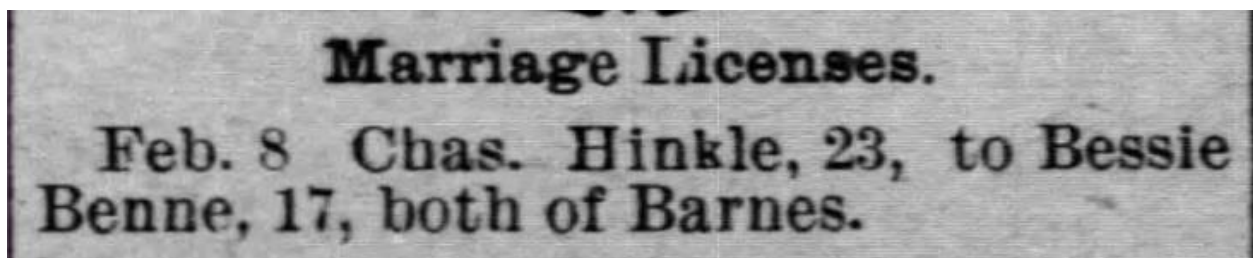 Marriage Licenses.
Feb. 8 Chas. Hinkle, 23, to Bessie
Benne, 17, both of Barnes.